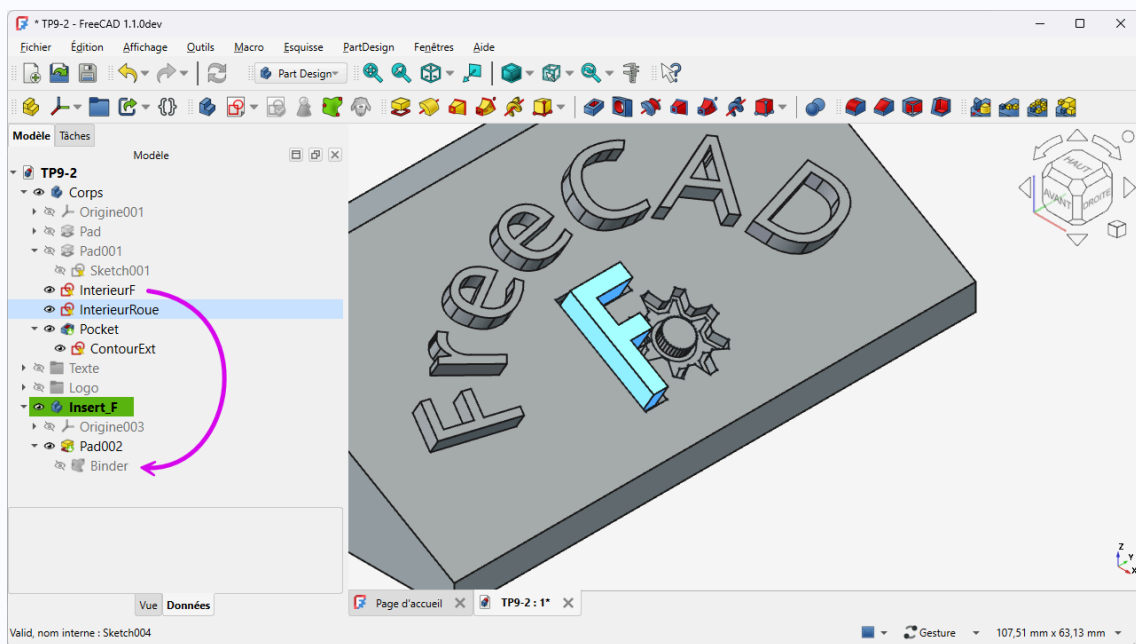 * TP9-2 - FreeCAD 1.1.0dev
Fichier Édition Affichage Outils Macro Esquisse PartDesign Fenêtres Aide
Part Design
Modèle Tâches
Modèle
TP9-2
Corps
Origine001
Pad
Pad001
Sketch001
InterieurF
InterieurRoue
Pocket
ContourExt
Texte
Logo
Insert_F
Origine003
Pad002
Binder
Vue Données
FreeCAD
F
HAUT
AVANT
DROITE
Z
Y
X
Page d'accueil TP9-2 : 1*
Valid, nom interne : Sketch004
Gesture 107,51 mm x 63,13 mm